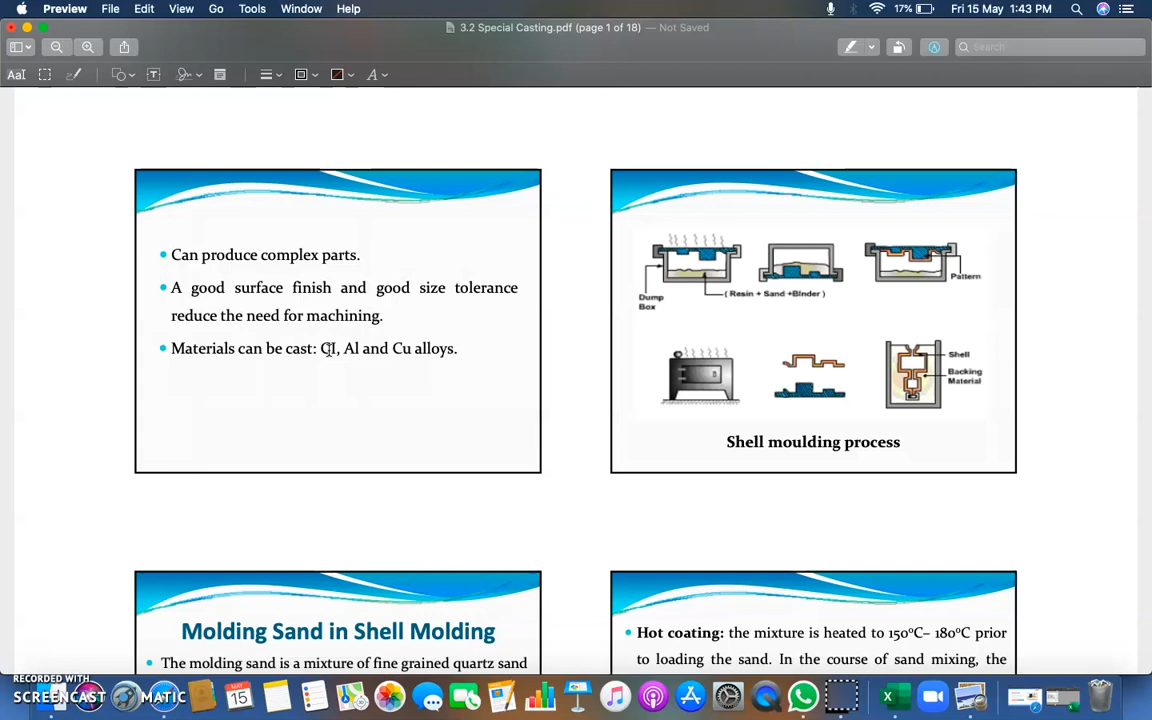 Preview File Edit View Go Tools Window Help 17% Fri 15 May 1:43 PM
3.2 Special Casting.pdf (page 1 of 18) — Not Saved
Search
AaI T A
• Can produce complex parts.
• A good surface finish and good size tolerance
reduce the need for machining.
• Materials can be cast: CI, Al and Cu alloys.
Dump
Box
( Resin + Sand +BInder )
Pattern
Shell
Backing
Material
Shell moulding process
Molding Sand in Shell Molding
• The molding sand is a mixture of fine grained quartz sand
• Hot coating: the mixture is heated to 150°C– 180°C prior
to loading the sand. In the course of sand mixing, the
RECORDED WITH
SCREENCAST MATIC
MAY
15